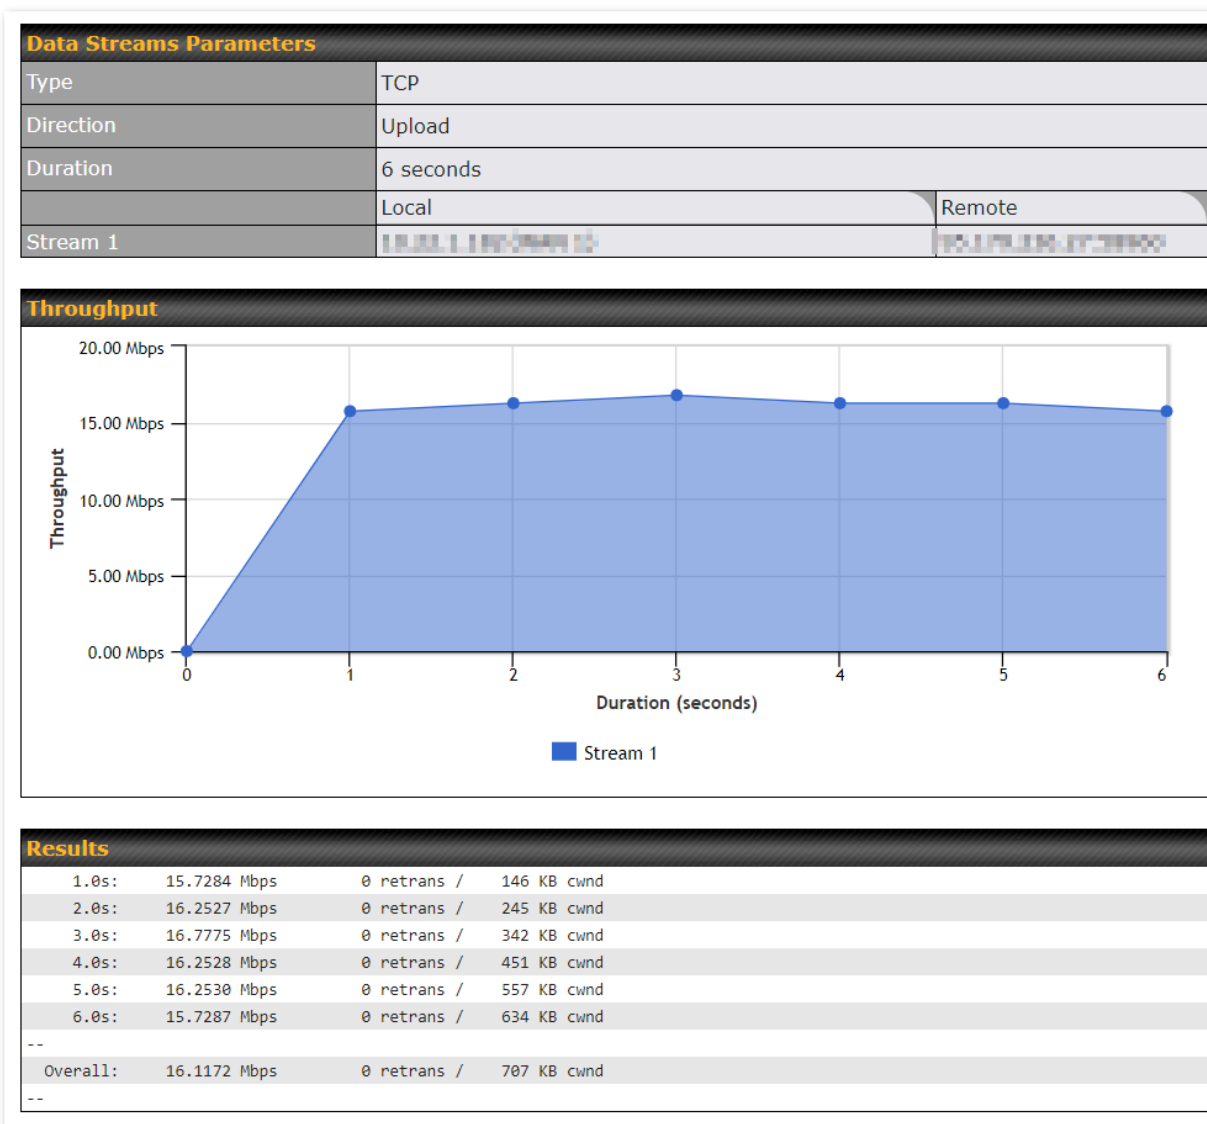 Data Streams Parameters
Type TCP
Direction Upload
Duration 6 seconds
Local Remote
Stream 1
Throughput
20.00 Mbps
15.00 Mbps
10.00 Mbps
5.00 Mbps
0.00 Mbps
Throughput
0 1 2 3 4 5 6
Duration (seconds)
Stream 1
Results
1.0s: 15.7284 Mbps 0 retrans / 146 KB cwnd
2.0s: 16.2527 Mbps 0 retrans / 245 KB cwnd
3.0s: 16.7775 Mbps 0 retrans / 342 KB cwnd
4.0s: 16.2528 Mbps 0 retrans / 451 KB cwnd
5.0s: 16.2530 Mbps 0 retrans / 557 KB cwnd
6.0s: 15.7287 Mbps 0 retrans / 634 KB cwnd
--
Overall: 16.1172 Mbps 0 retrans / 707 KB cwnd
--